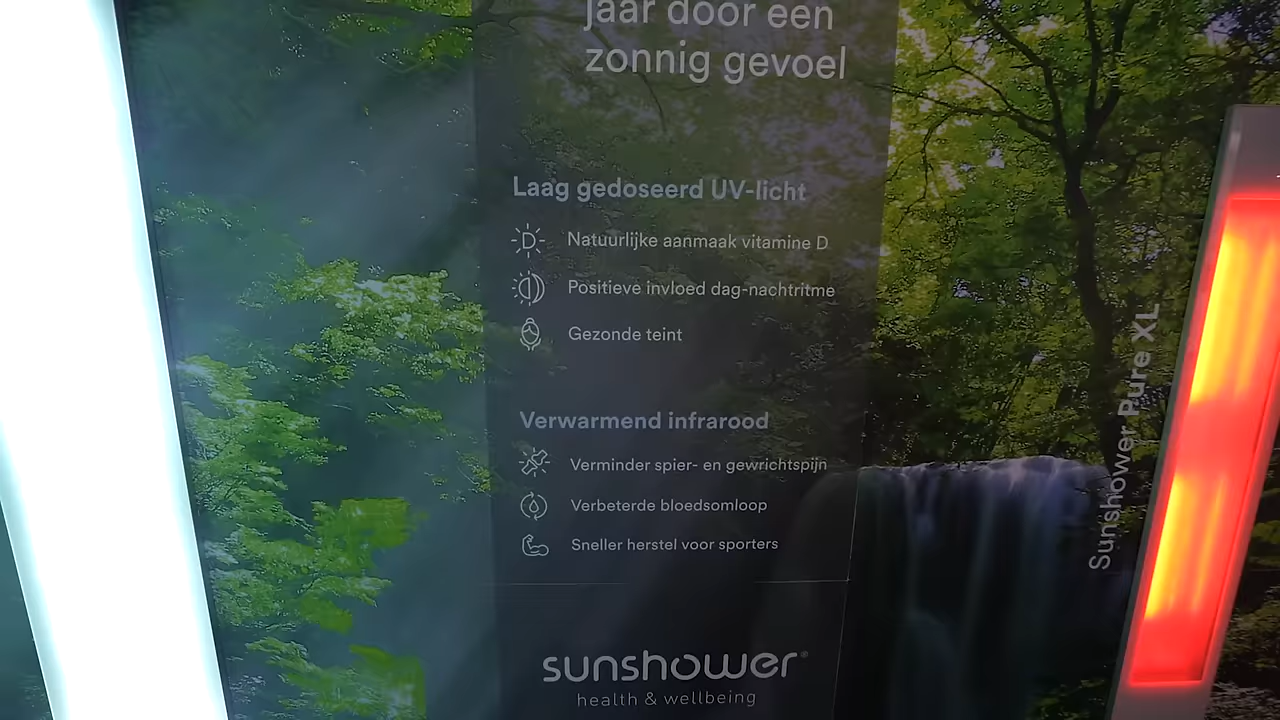 jaar door een
zonnig gevoel
Laag gedoseerd UV-licht
Natuurlijke aanmaak vitamine D
Positieve invloed dag-nachtritme
Gezonde teint
Verwarmend infrarood
Verminder spier- en gewrichtspijn
Verbeterde bloedsomloop
Sneller herstel voor sporters
sunshower®
health & wellbeing
Sunshower Pure XL